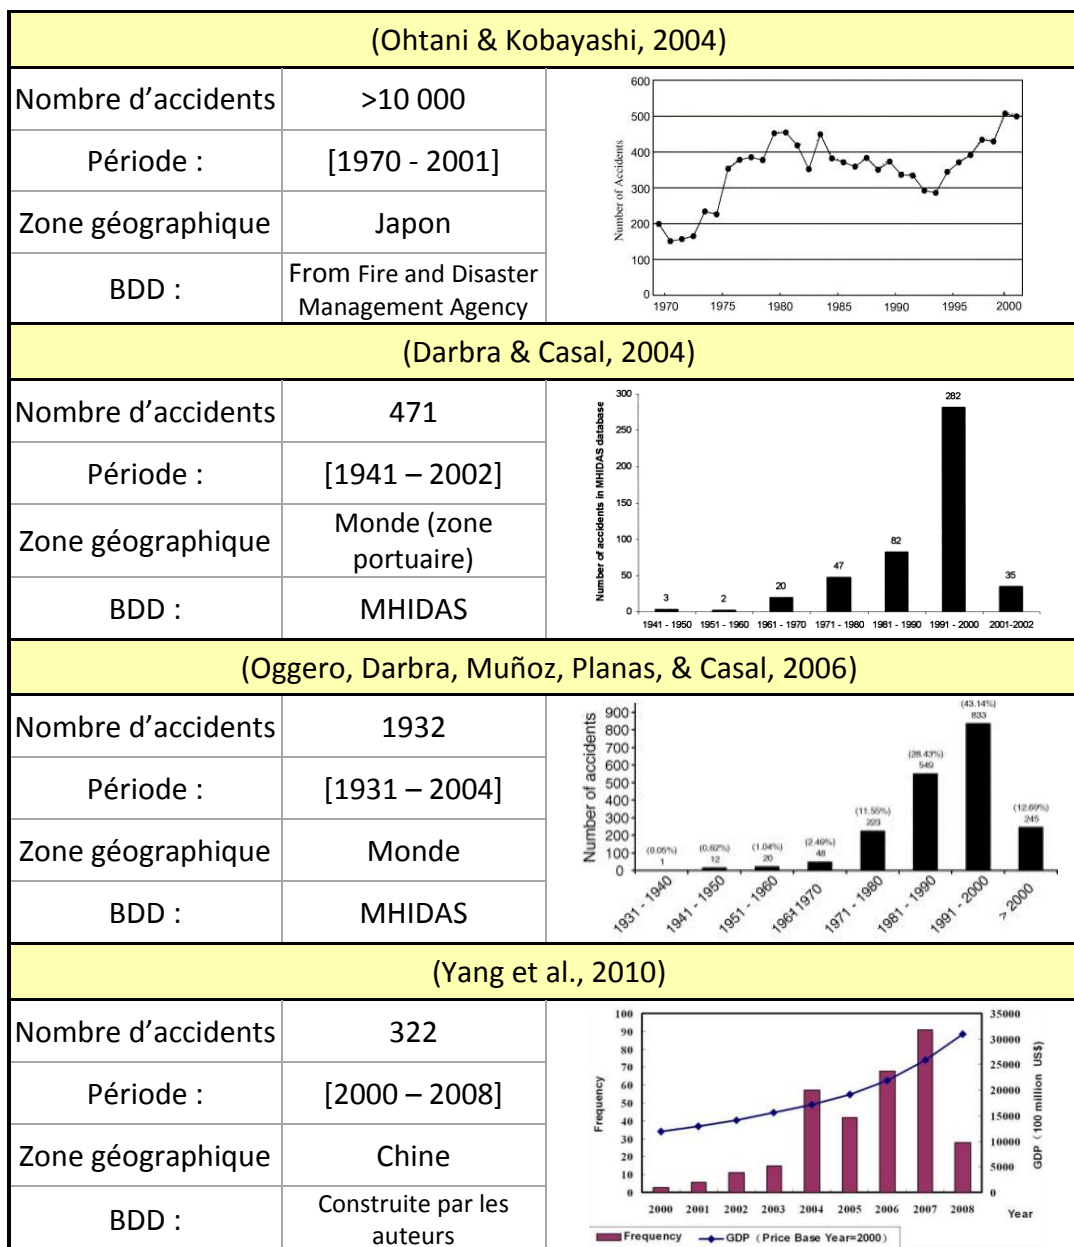 (Ohtani & Kobayashi, 2004)
Nombre d’accidents
>10 000
Période :
[1970 - 2001]
Zone géographique
Japon
BDD :
From Fire and Disaster
Management Agency
Number of Accidents
600
500
400
300
200
100
0
1970 1975 1980 1985 1990 1995 2000
(Darbra & Casal, 2004)
Nombre d’accidents
471
Période :
[1941 – 2002]
Zone géographique
Monde (zone
portuaire)
BDD :
MHIDAS
Number of accidents in MHIDAS database
300
250
200
150
100
50
0
3 2 20 47 82 282 35
1941 - 1950 1951 - 1960 1961 - 1970 1971 - 1980 1981 - 1990 1991 - 2000 2001-2002
(Oggero, Darbra, Muñoz, Planas, & Casal, 2006)
Nombre d’accidents
1932
Période :
[1931 – 2004]
Zone géographique
Monde
BDD :
MHIDAS
Number of accidents
900
800
700
600
500
400
300
200
100
0
(0.05%) (0.62%) (1.04%) (2.49%) (11.55%) (28.43%) (43.14%) (12.69%)
1 12 20 48 223 549 833 245
1931 - 1940 1941 - 1950 1951 - 1960 1961 1970 1971 - 1980 1981 - 1990 1991 - 2000 > 2000
(Yang et al., 2010)
Nombre d’accidents
322
Période :
[2000 – 2008]
Zone géographique
Chine
BDD :
Construite par les
auteurs
Frequency
100
90
80
70
60
50
40
30
20
10
0
35000
30000
25000
20000
15000
10000
5000
0
GDP (100 million US$)
2000 2001 2002 2003 2004 2005 2006 2007 2008
Year
Frequency GDP (Price Base Year=2000)